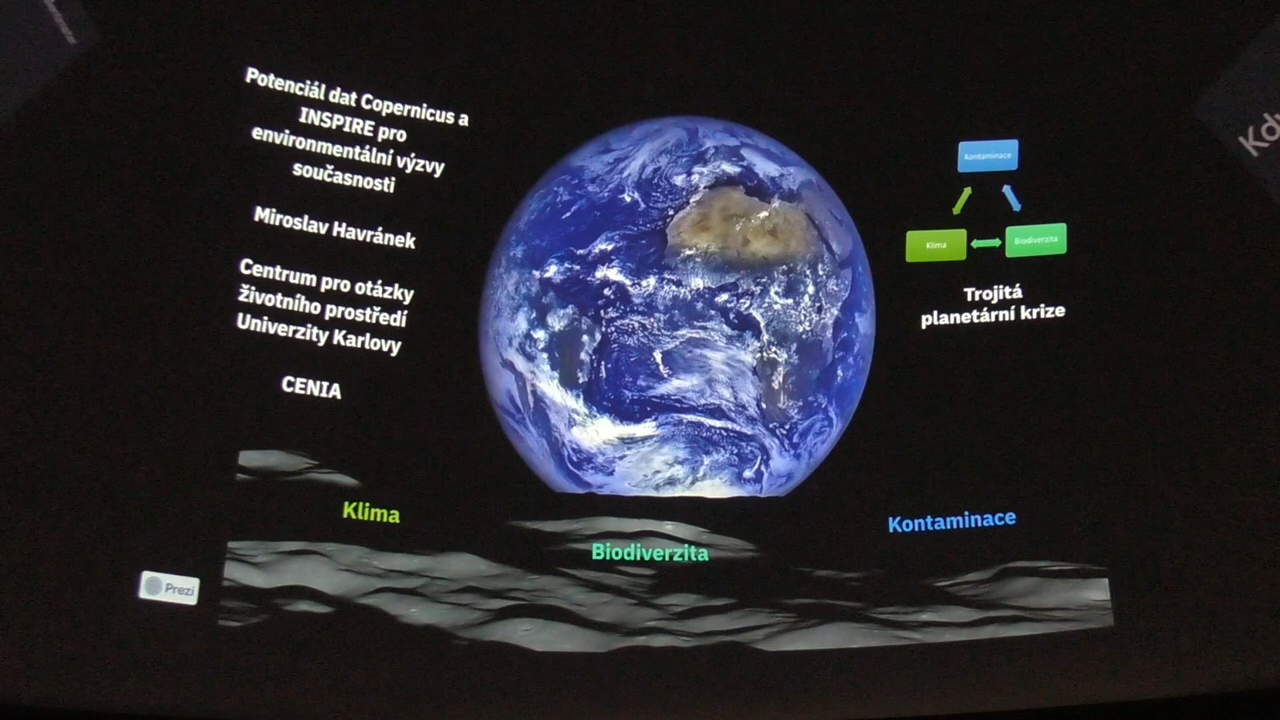 Potenciál dat Copernicus a
INSPIRE pro
environmentální výzvy
současnosti
Miroslav Havránek
Centrum pro otázky
životního prostředí
Univerzity Karlovy
CENIA
Kontaminace
Klima
Biodiverzita
Trojitá
planetární krize
Klima
Biodiverzita
Kontaminace
Prezi